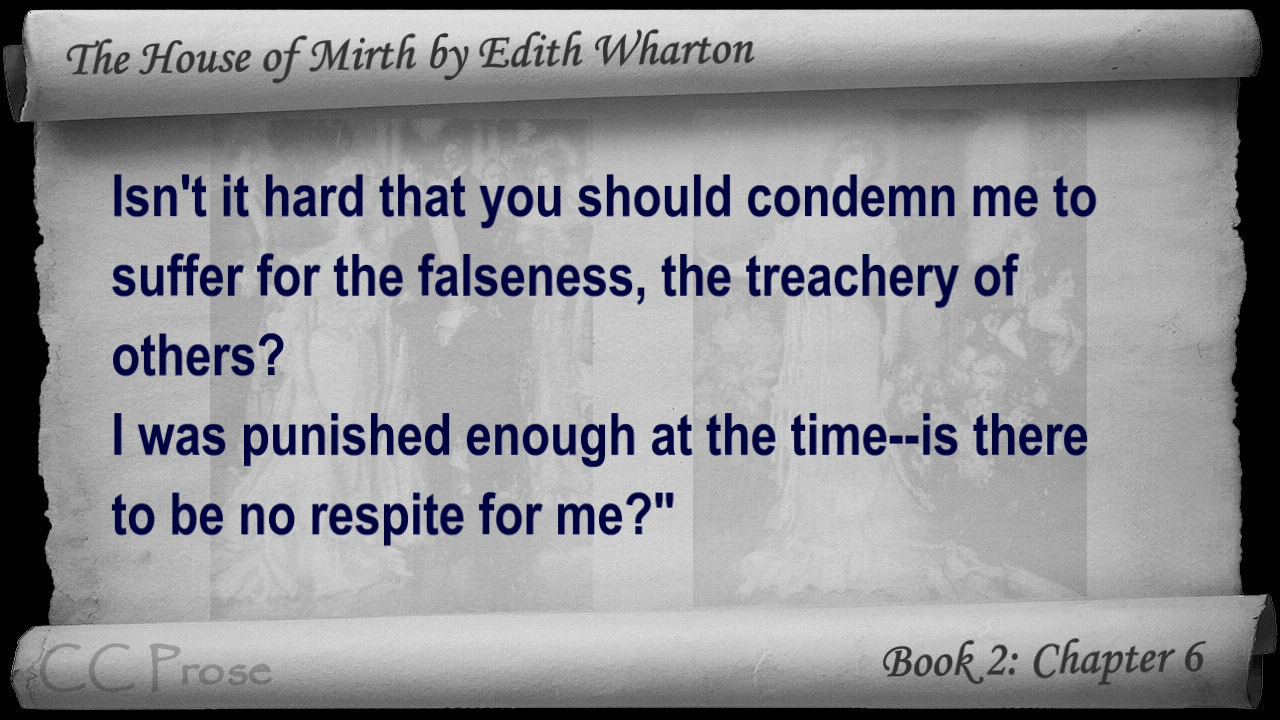 The House of Mirth by Edith Wharton
Isn't it hard that you should condemn me to
suffer for the falseness, the treachery of
others?
I was punished enough at the time--is there
to be no respite for me?"
CC Prose
Book 2: Chapter 6